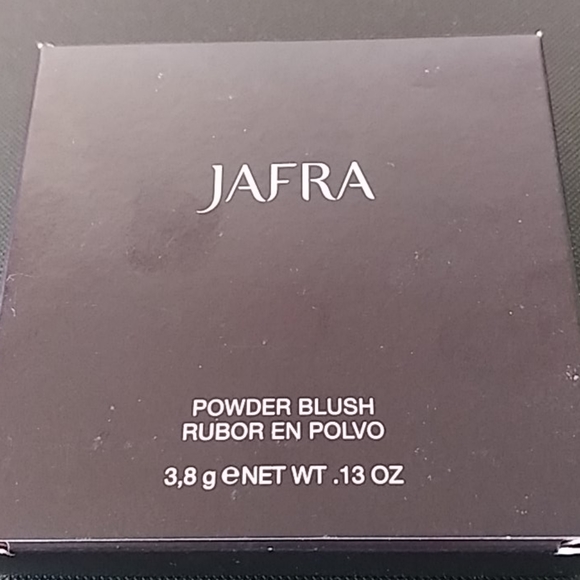 JAFRA
POWDER BLUSH
RUBOR EN POLVO
3,8 g ℮ NET WT .13 OZ